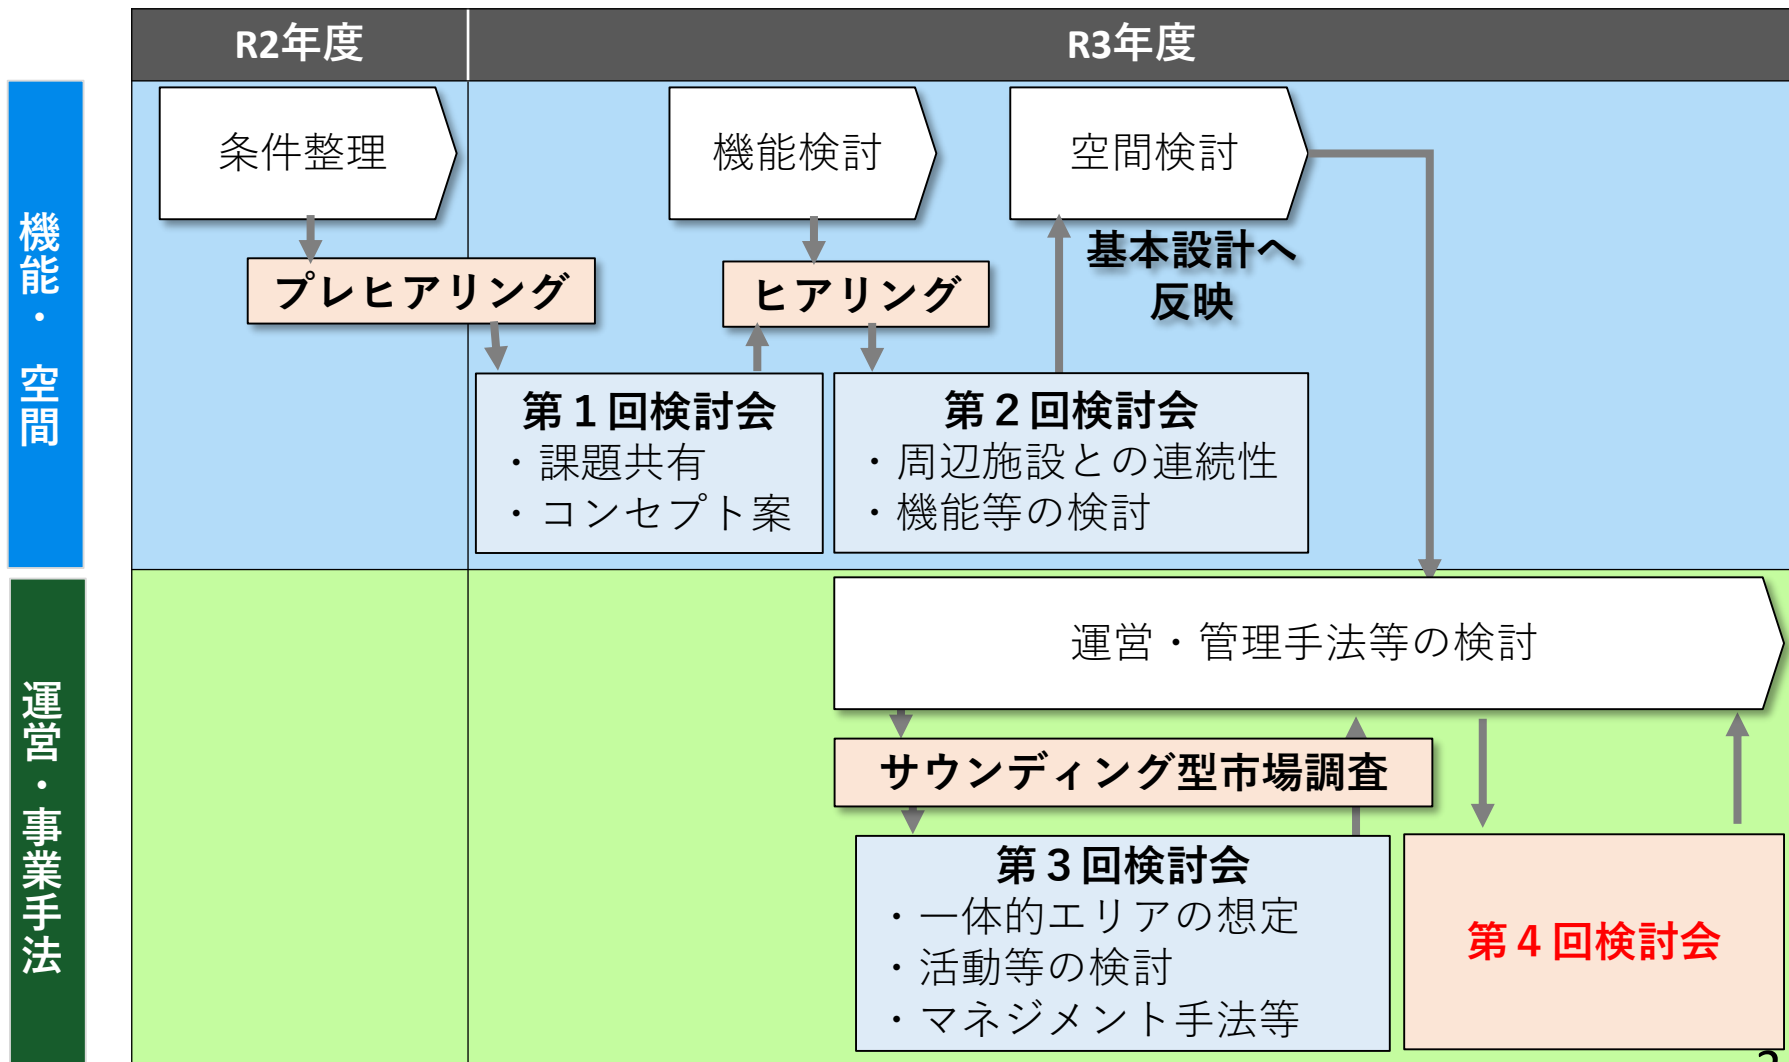 R2年度
R3年度
機能・空間
条件整理
機能検討
空間検討
基本設計へ
反映
プレヒアリング
ヒアリング
第１回検討会
・課題共有
・コンセプト案
第２回検討会
・周辺施設との連続性
・機能等の検討
運営・事業手法
運営・管理手法等の検討
サウンディング型市場調査
第３回検討会
・一体的エリアの想定
・活動等の検討
・マネジメント手法等
第４回検討会